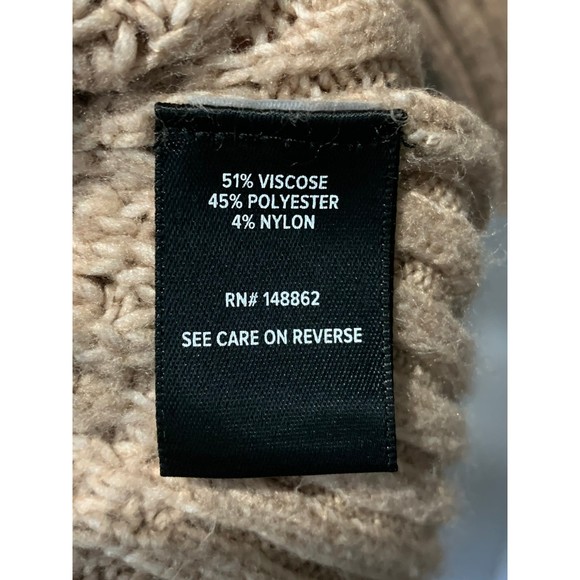 51% VISCOSE
45% POLYESTER
4% NYLON
RN# 148862
SEE CARE ON REVERSE